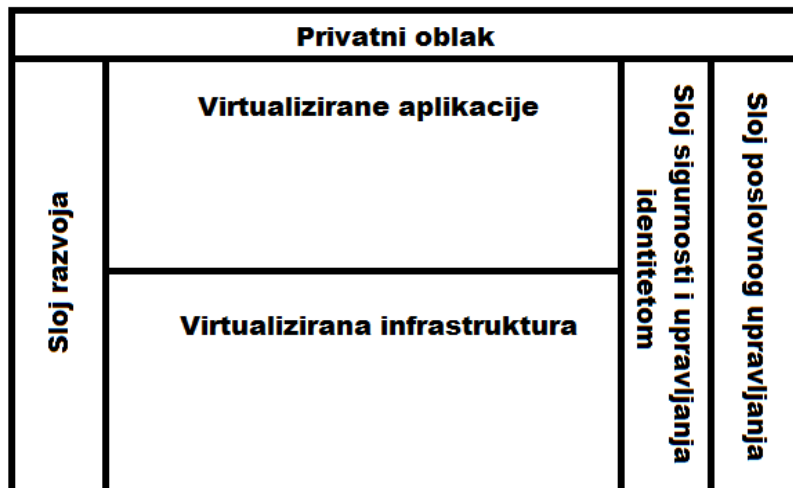 Privatni oblak
Sloj razvoja
Virtualizirane aplikacije
Virtualizirana infrastruktura
Sloj sigurnosti i upravljanja
identitetom
Sloj poslovnog upravljanja